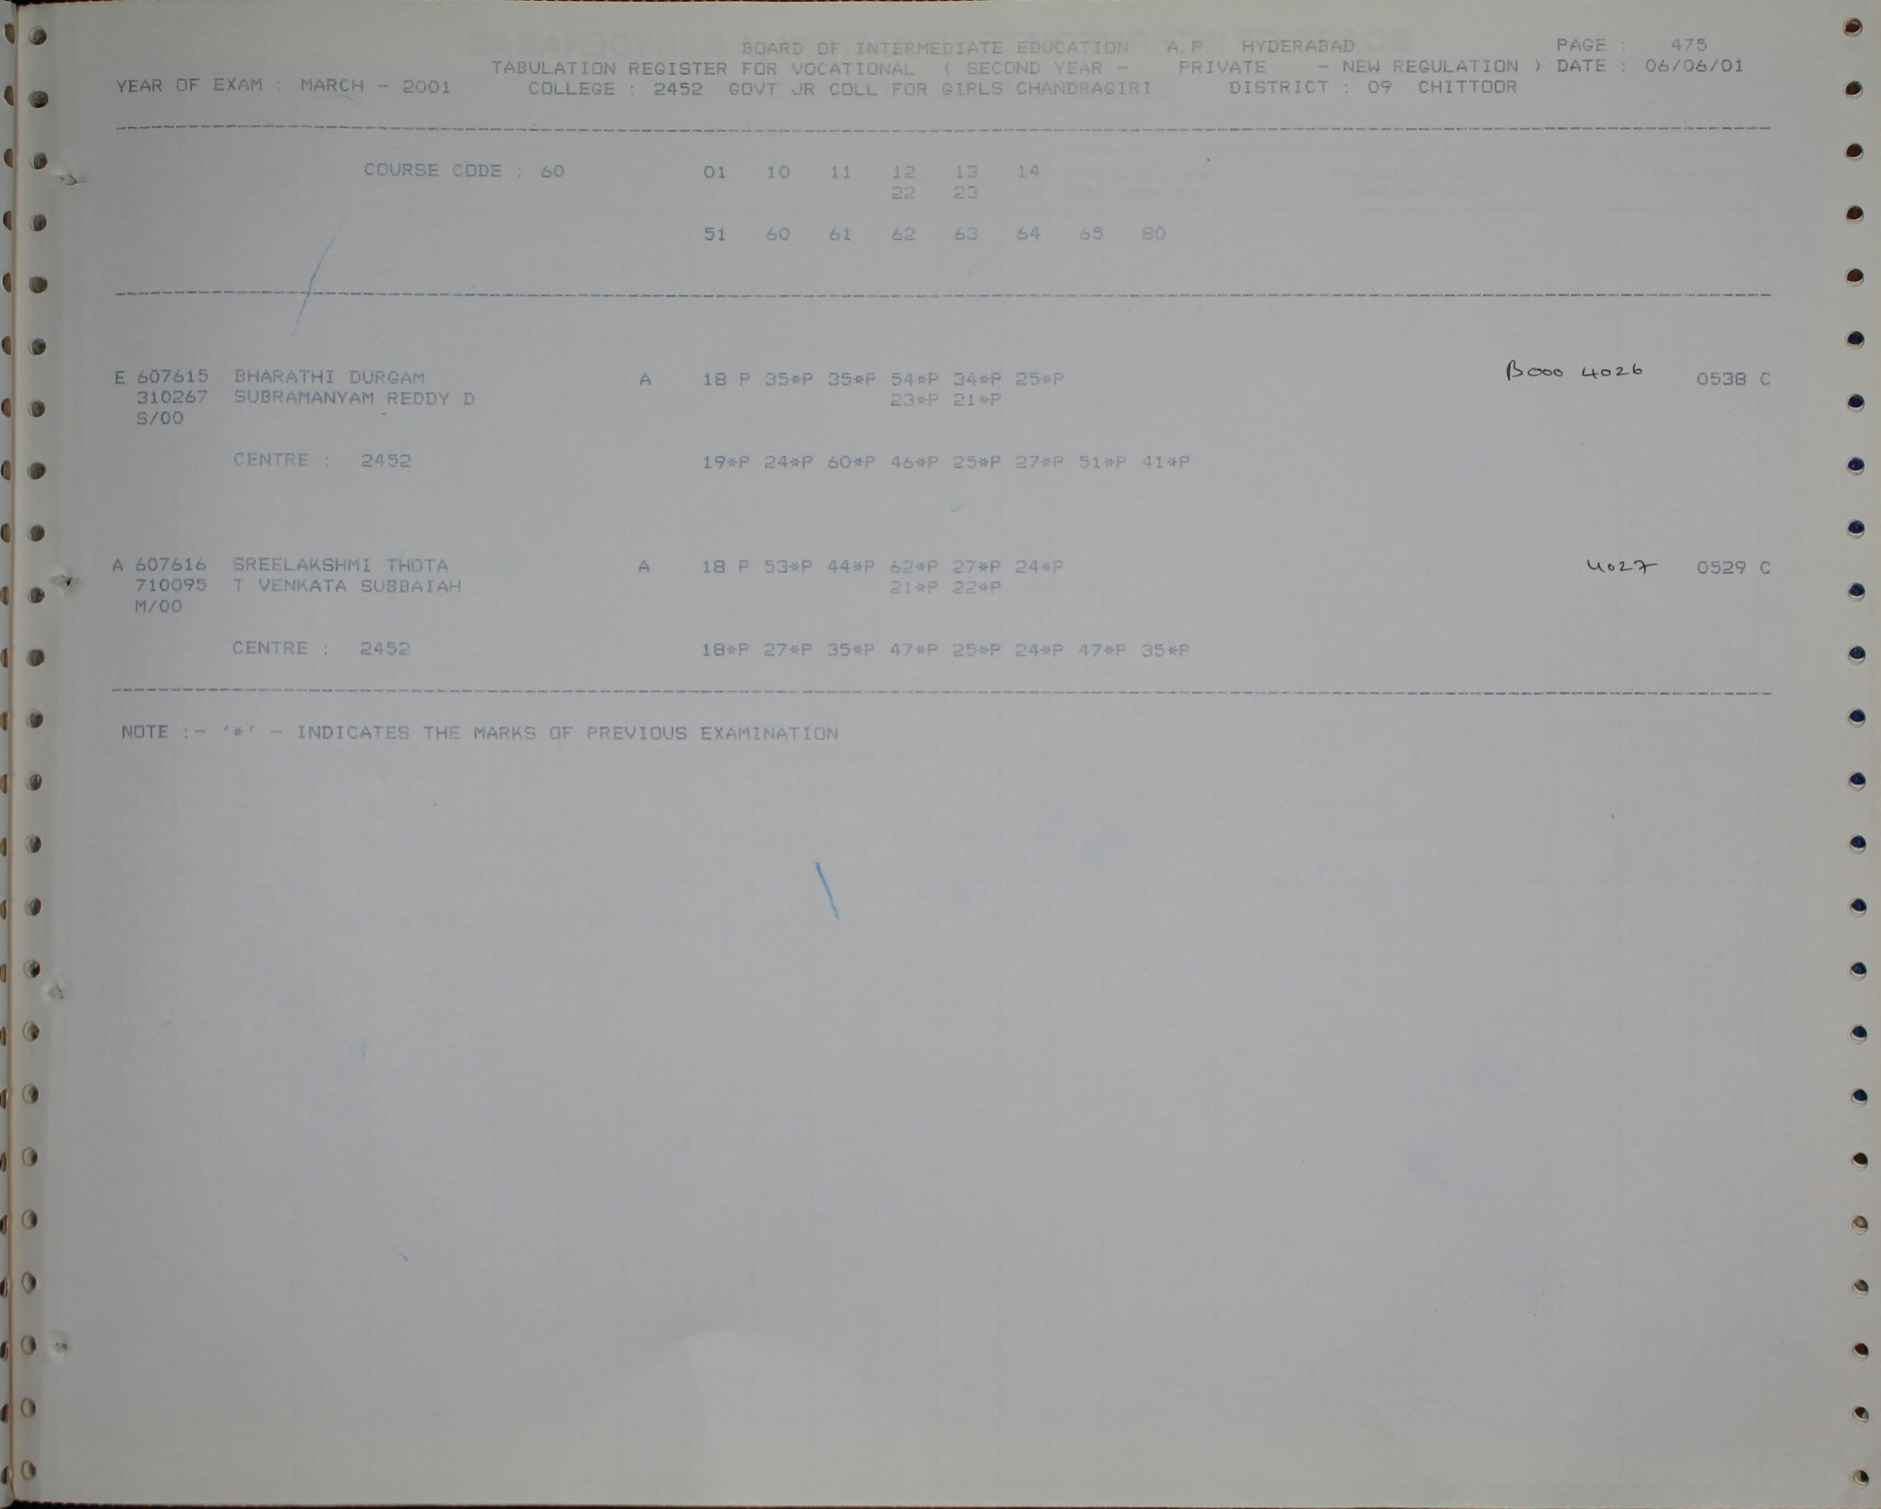 BOARD OF INTERMEDIATE EDUCATION A.P. HYDERABAD PAGE : 475
TABULATION REGISTER FOR VOCATIONAL ( SECOND YEAR - PRIVATE - NEW REGULATION ) DATE : 06/06/01
YEAR OF EXAM : MARCH - 2001 COLLEGE : 2452 GOVT JR COLL FOR GIRLS CHANDRAGIRI DISTRICT : 09 CHITTOOR
COURSE CODE : 60 01 10 11 12 13 14
22 23
51 60 61 62 63 64 65 80
E 607615 BHARATHI DURGAM A 18 P 35*P 35*P 54*P 34*P 25*P B000 4026 0538 C
310267 SUBRAMANYAM REDDY D 23*P 21*P
S/00
CENTRE : 2452 19*P 24*P 60*P 46*P 25*P 27*P 51*P 41*P
A 607616 SREELAKSHMI THOTA A 18 P 53*P 44*P 62*P 27*P 24*P 4027 0529 C
710095 T VENKATA SUBBAIAH 21*P 22*P
M/00
CENTRE : 2452 18*P 27*P 35*P 47*P 25*P 24*P 47*P 35*P
NOTE :- '*' - INDICATES THE MARKS OF PREVIOUS EXAMINATION